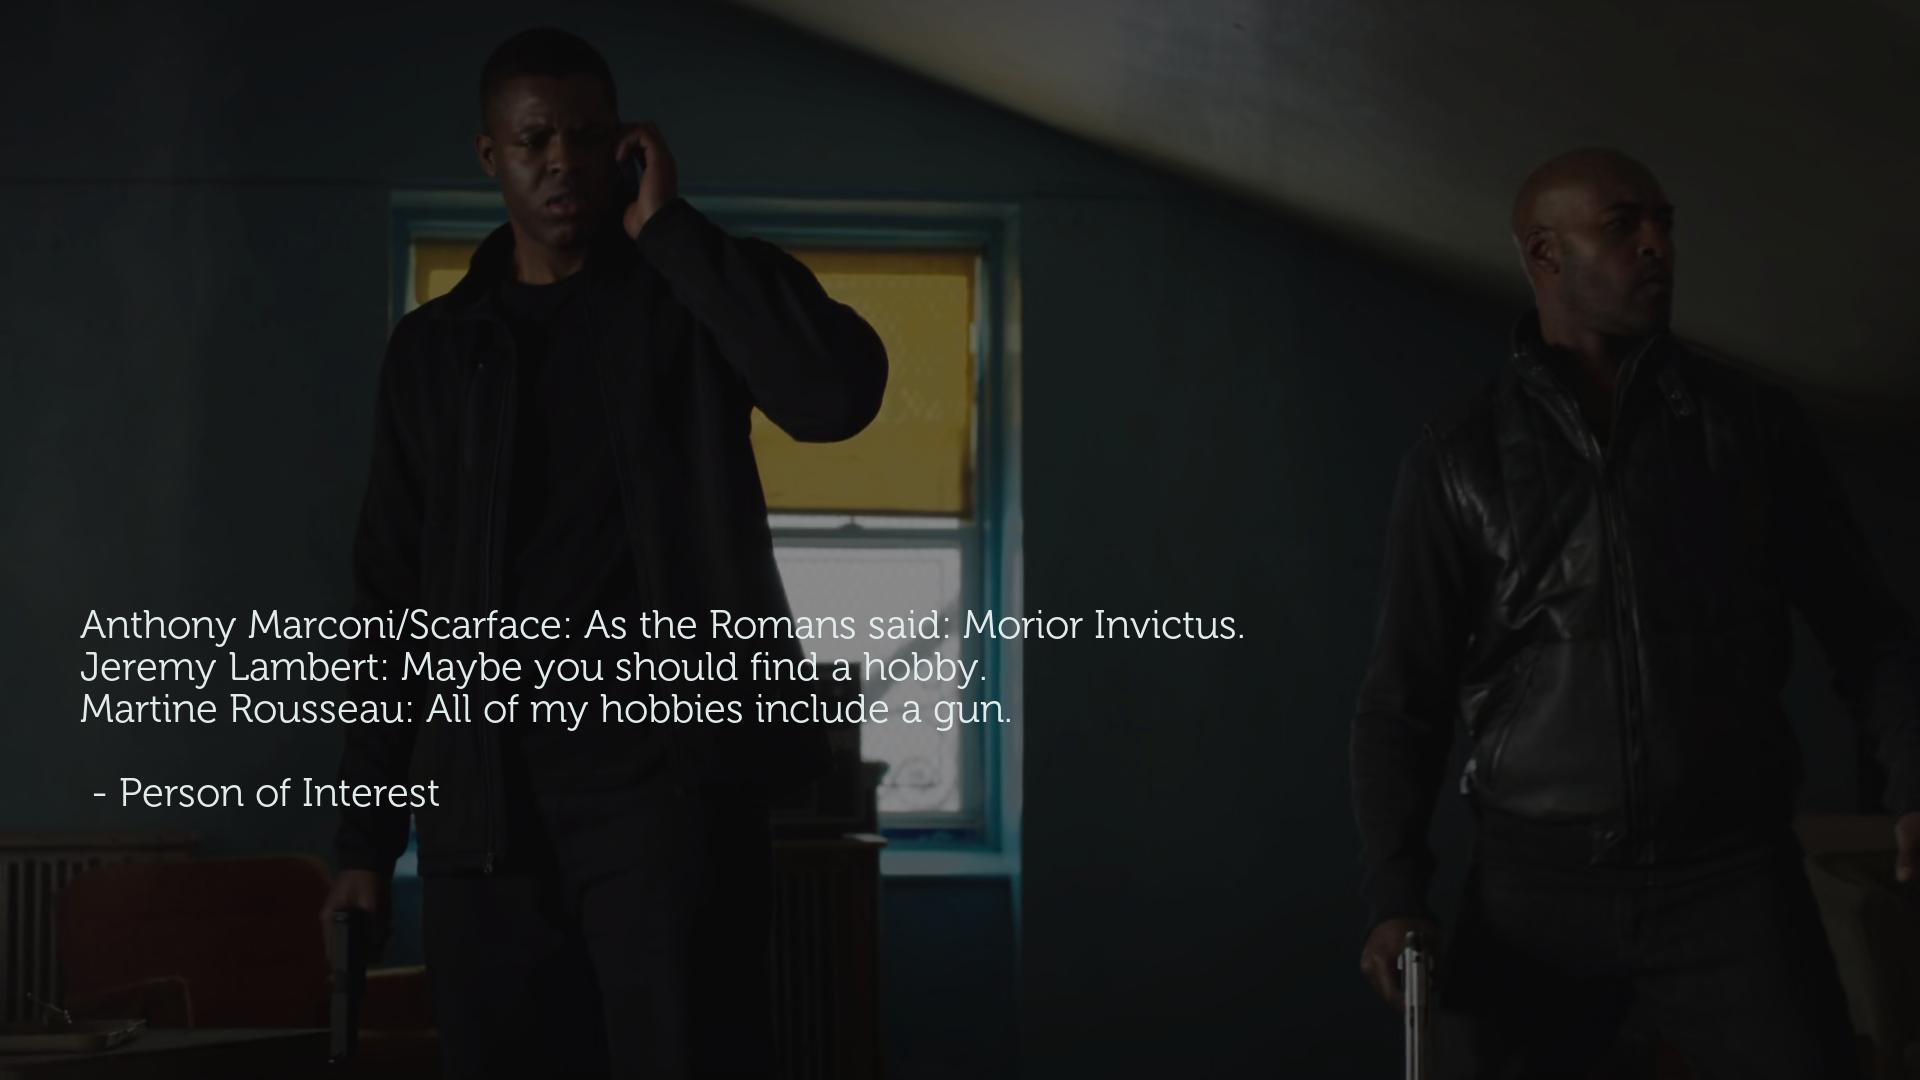 Anthony Marconi/Scarface: As the Romans said: Morior Invictus.
Jeremy Lambert: Maybe you should find a hobby.
Martine Rousseau: All of my hobbies include a gun.
- Person of Interest